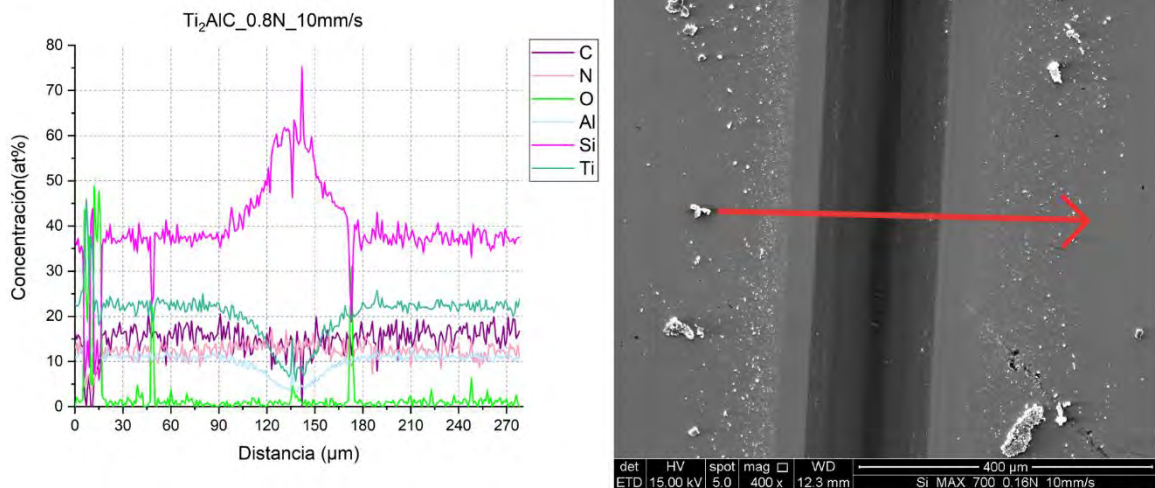 Ti₂AlC_0.8N_10mm/s
Concentración(at%)
80
70
60
50
40
30
20
10
0
0 30 60 90 120 150 180 210 240 270
Distancia (µm)
C
N
O
Al
Si
Ti
det HV spot mag □ WD 400 µm
ETD 15.00 kV 5.0 400 x 12.3 mm Si_MAX_700_0.16N_10mm/s